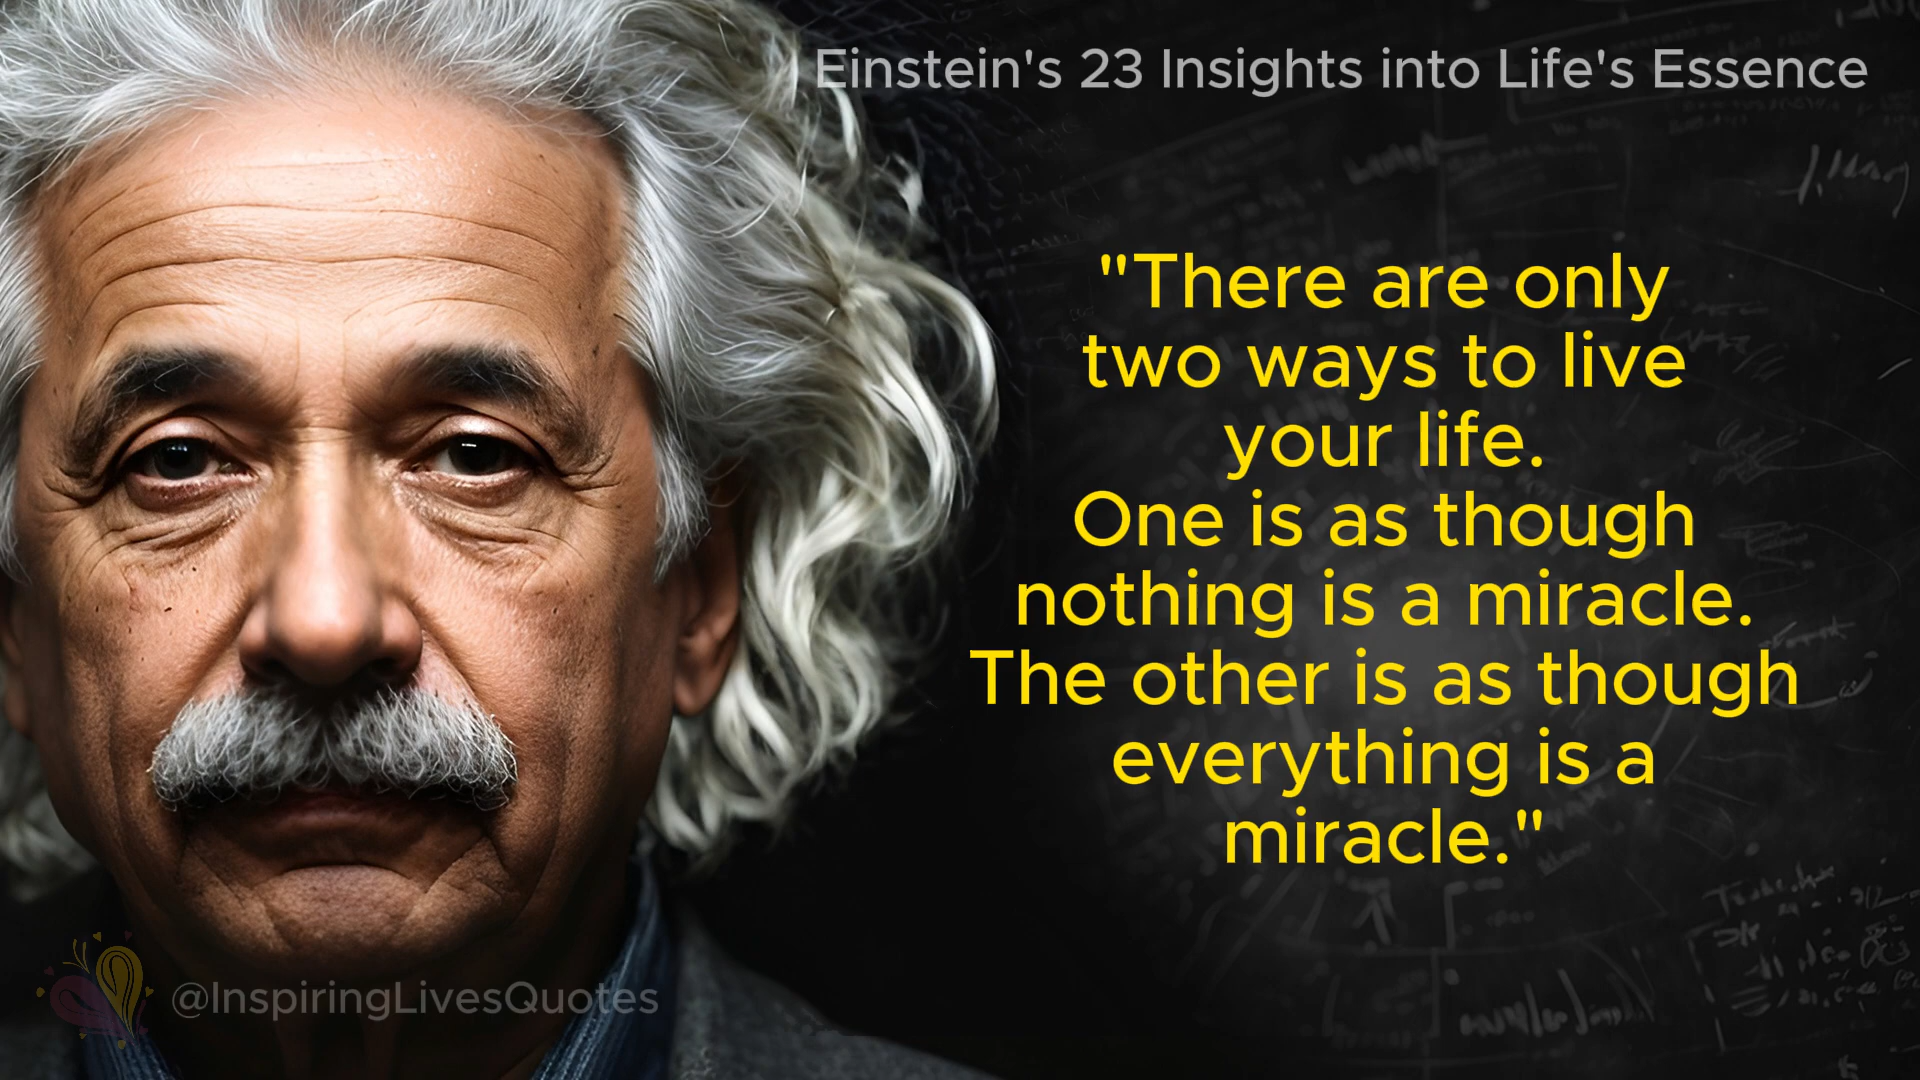 Einstein's 23 Insights into Life's Essence
"There are only
two ways to live
your life.
One is as though
nothing is a miracle.
The other is as though
everything is a
miracle."
@InspiringLivesQuotes